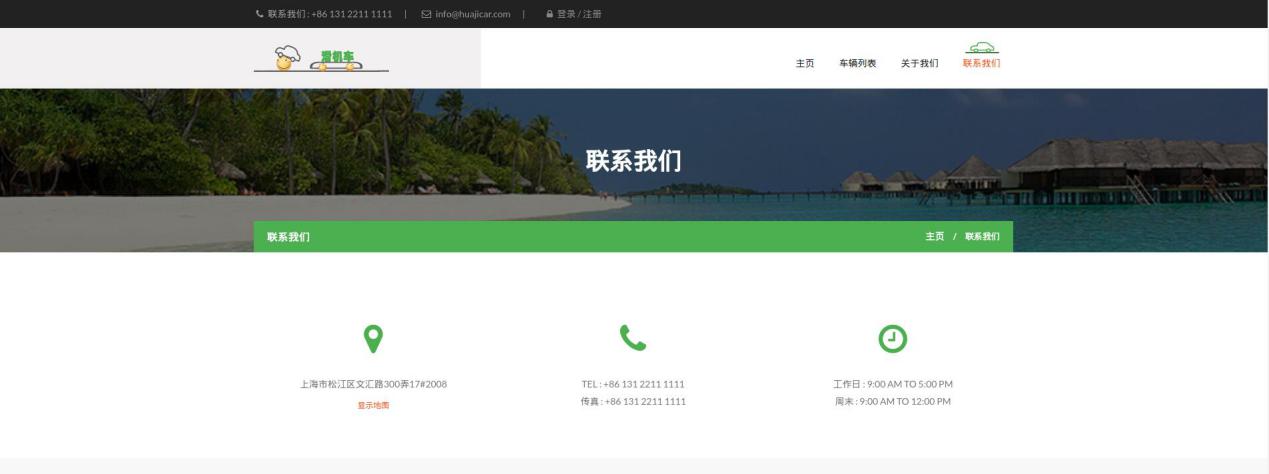 联系我们 : +86 131 2211 1111 | info@huajicar.com | 登录 / 注册
滑机车
主页 车辆列表 关于我们 联系我们
联系我们
联系我们
主页 / 联系我们
上海市松江区文汇路300弄17#2008
显示地图
TEL : +86 131 2211 1111
传真 : +86 131 2211 1111
工作日 : 9:00 AM TO 5:00 PM
周末 : 9:00 AM TO 12:00 PM